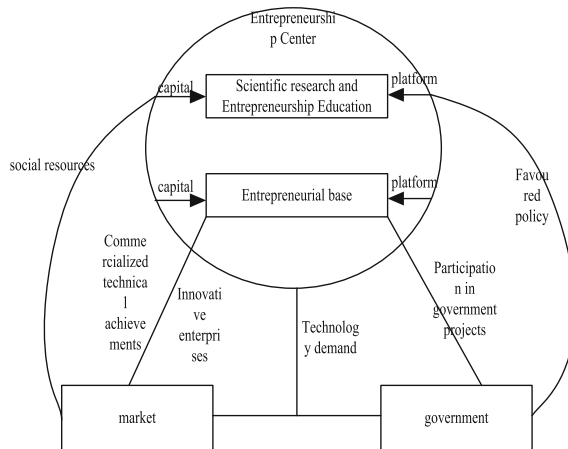 Entrepreneurshi
p Center
capital
Scientific research and
Entrepreneurship Education
platform
social resources
capital
Entrepreneurial base
platform
Favou
red
policy
Comme
rcialized
technica
l
achieve
ments
Innovati
ve
enterpri
ses
Technolog
y demand
Participatio
n in
government
projects
market
government